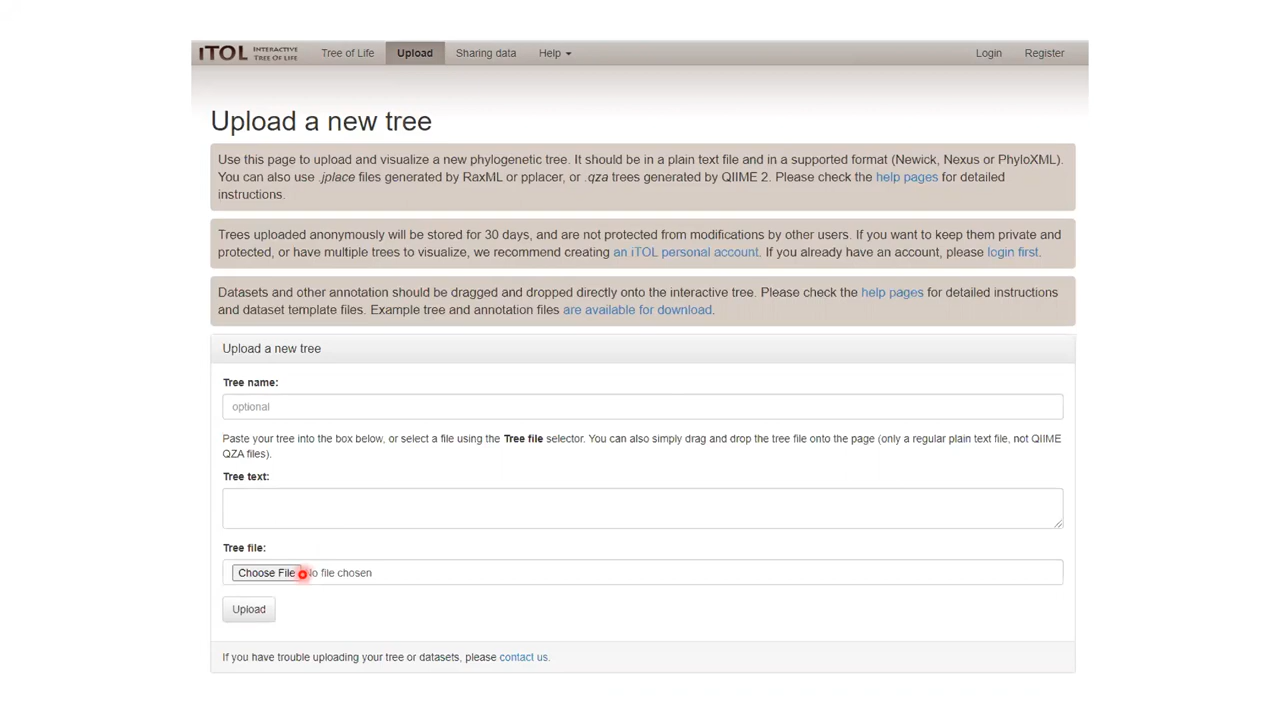 iTOL INTERACTIVE TREE OF LIFE Tree of Life Upload Sharing data Help Login Register
Upload a new tree
Use this page to upload and visualize a new phylogenetic tree. It should be in a plain text file and in a supported format (Newick, Nexus or PhyloXML).
You can also use .jplace files generated by RaxML or pplacer, or .qza trees generated by QIIME 2. Please check the help pages for detailed
instructions.
Trees uploaded anonymously will be stored for 30 days, and are not protected from modifications by other users. If you want to keep them private and
protected, or have multiple trees to visualize, we recommend creating an iTOL personal account. If you already have an account, please login first.
Datasets and other annotation should be dragged and dropped directly onto the interactive tree. Please check the help pages for detailed instructions
and dataset template files. Example tree and annotation files are available for download.
Upload a new tree
Tree name:
optional
Paste your tree into the box below, or select a file using the Tree file selector. You can also simply drag and drop the tree file onto the page (only a regular plain text file, not QIIME
QZA files).
Tree text:
Tree file:
Choose File No file chosen
Upload
If you have trouble uploading your tree or datasets, please contact us.